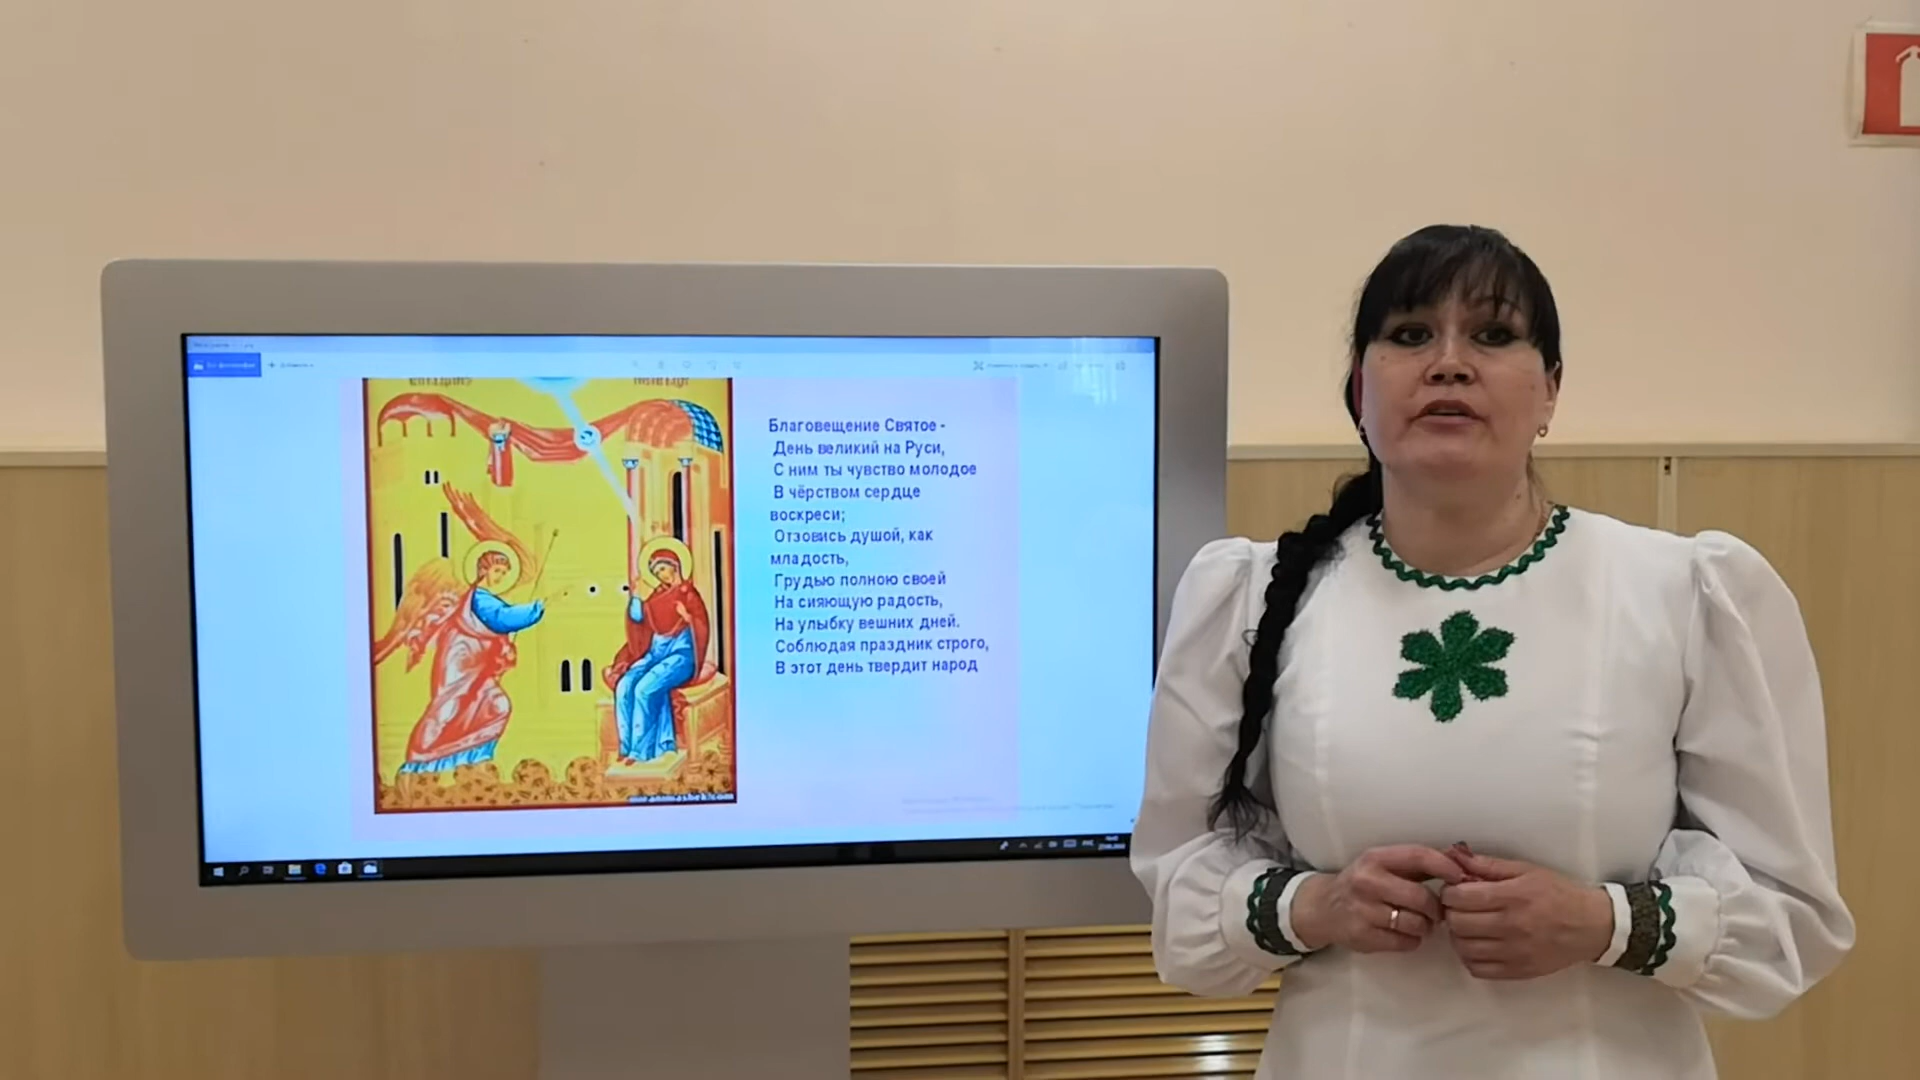 Благовещение Святое -
День великий на Руси,
С ним ты чувство молодое
В чёрством сердце
воскреси;
Отзовись душой, как
младость,
Грудью полною своей
На сияющую радость,
На улыбку вешних дней.
Соблюдая праздник строго,
В этот день твердит народ